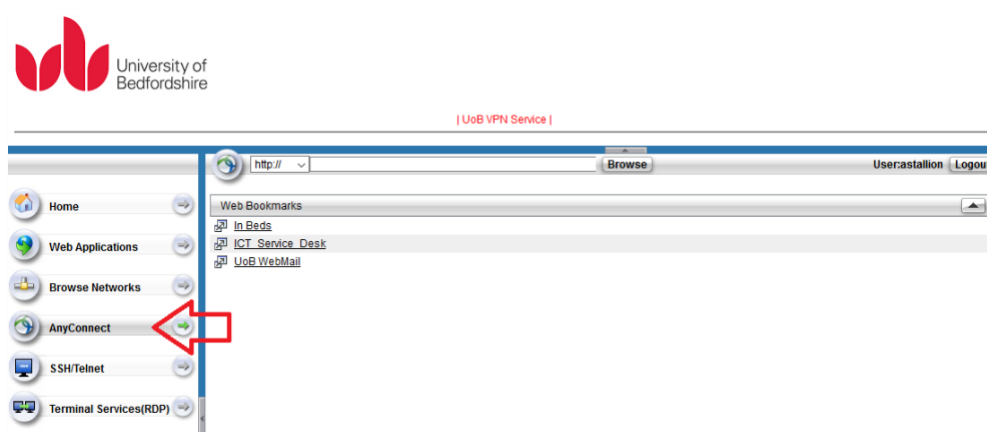 University of
Bedfordshire
| UoB VPN Service |
http:// Browse User:astallion Logou
Home
Web Applications
Browse Networks
AnyConnect
SSH/Telnet
Terminal Services(RDP)
Web Bookmarks
In Beds
ICT_Service_Desk
UoB WebMail